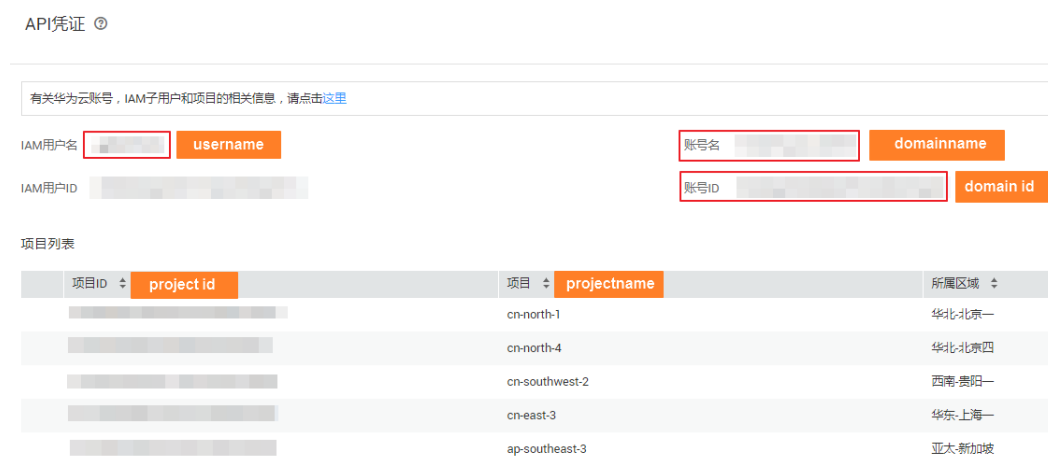 API凭证 ?
有关华为云账号，IAM子用户和项目的相关信息，请点击这里
IAM用户名 username 账号名 domainname
IAM用户ID 账号ID domain id
项目列表
项目ID project id 项目 projectname 所属区域
cn-north-1 华北-北京一
cn-north-4 华北-北京四
cn-southwest-2 西南-贵阳一
cn-east-3 华东-上海一
ap-southeast-3 亚太-新加坡